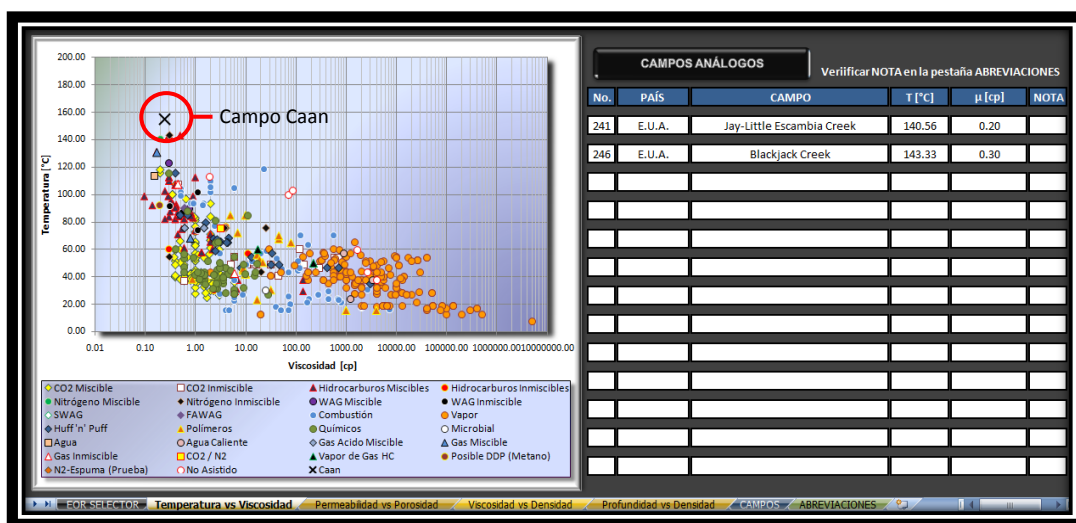 200.00
180.00
160.00
140.00
120.00
100.00
80.00
60.00
40.00
20.00
0.00
Temperatura [°C]
0.01 0.10 1.00 10.00 100.00 1000.00 10000.00 100000.00 1000000.00 10000000.00
Viscosidad [cp]
Campo Caan
CO2 Miscible CO2 Inmiscible Hidrocarburos Miscibles Hidrocarburos Inmiscibles
Nitrógeno Miscible Nitrógeno Inmiscible WAG Miscible WAG Inmiscible
SWAG FAWAG Combustión Vapor
Huff 'n' Puff Polímeros Químicos Microbial
Agua Agua Caliente Gas Acido Miscible Gas Miscible
Gas Inmiscible CO2 / N2 Vapor de Gas HC Posible DDP (Metano)
N2-Espuma (Prueba) No Asistido Caan
CAMPOS ANÁLOGOS
Veriificar NOTA en la pestaña ABREVIACIONES
No. PAÍS CAMPO T [°C] µ [cp] NOTA
241 E.U.A. Jay-Little Escambia Creek 140.56 0.20
246 E.U.A. Blackjack Creek 143.33 0.30
EOR SELECTOR Temperatura vs Viscosidad Permeabilidad vs Porosidad Viscosidad vs Densidad Profundidad vs Densidad CAMPOS ABREVIACIONES